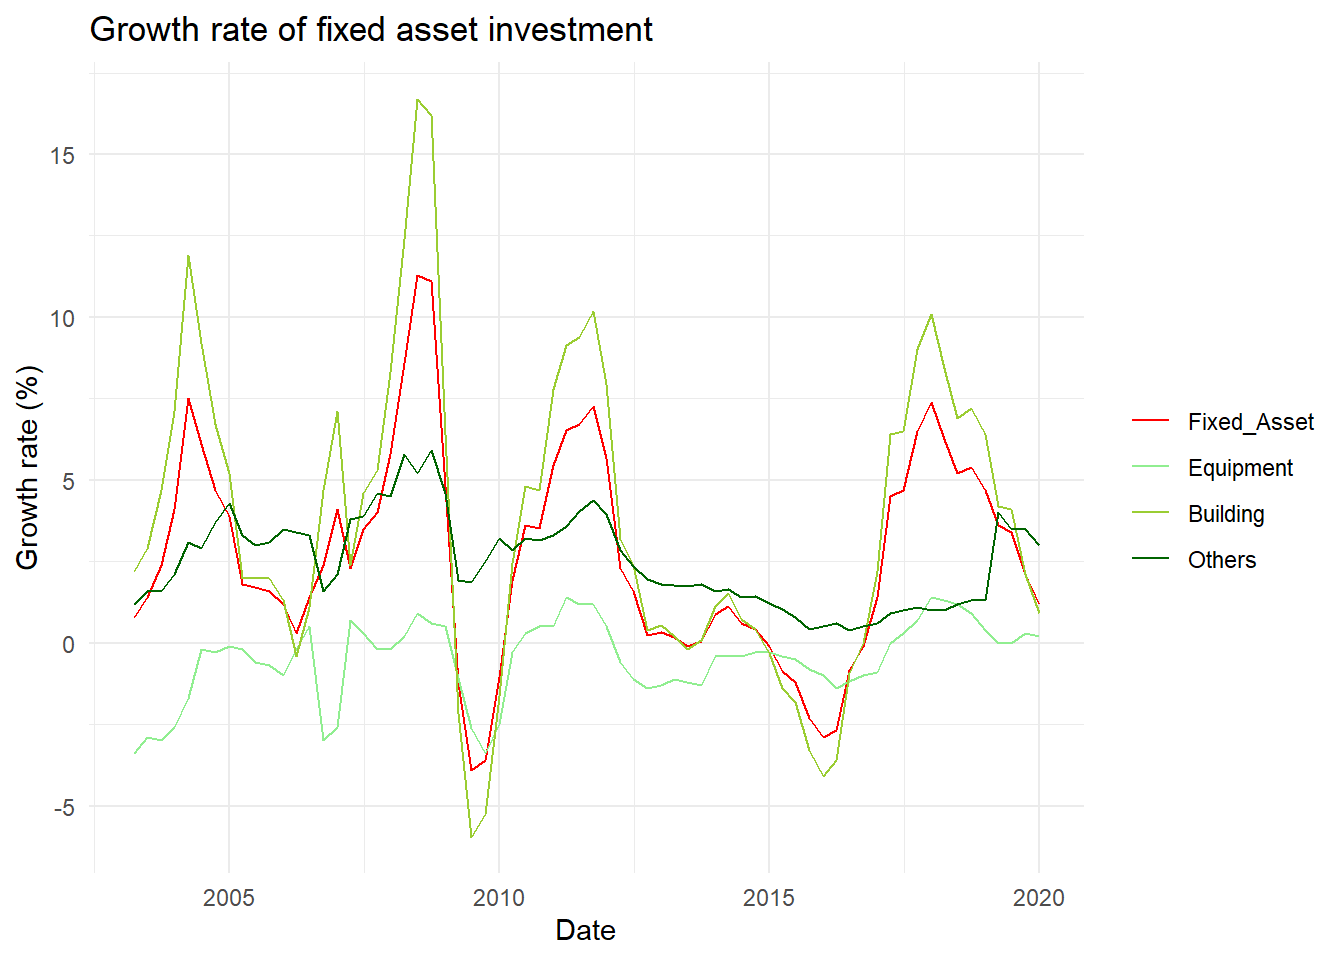 Growth rate of fixed asset investment
Growth rate (%)
15
10
5
0
-5
2005
2010
2015
2020
Date
Fixed_Asset
Equipment
Building
Others